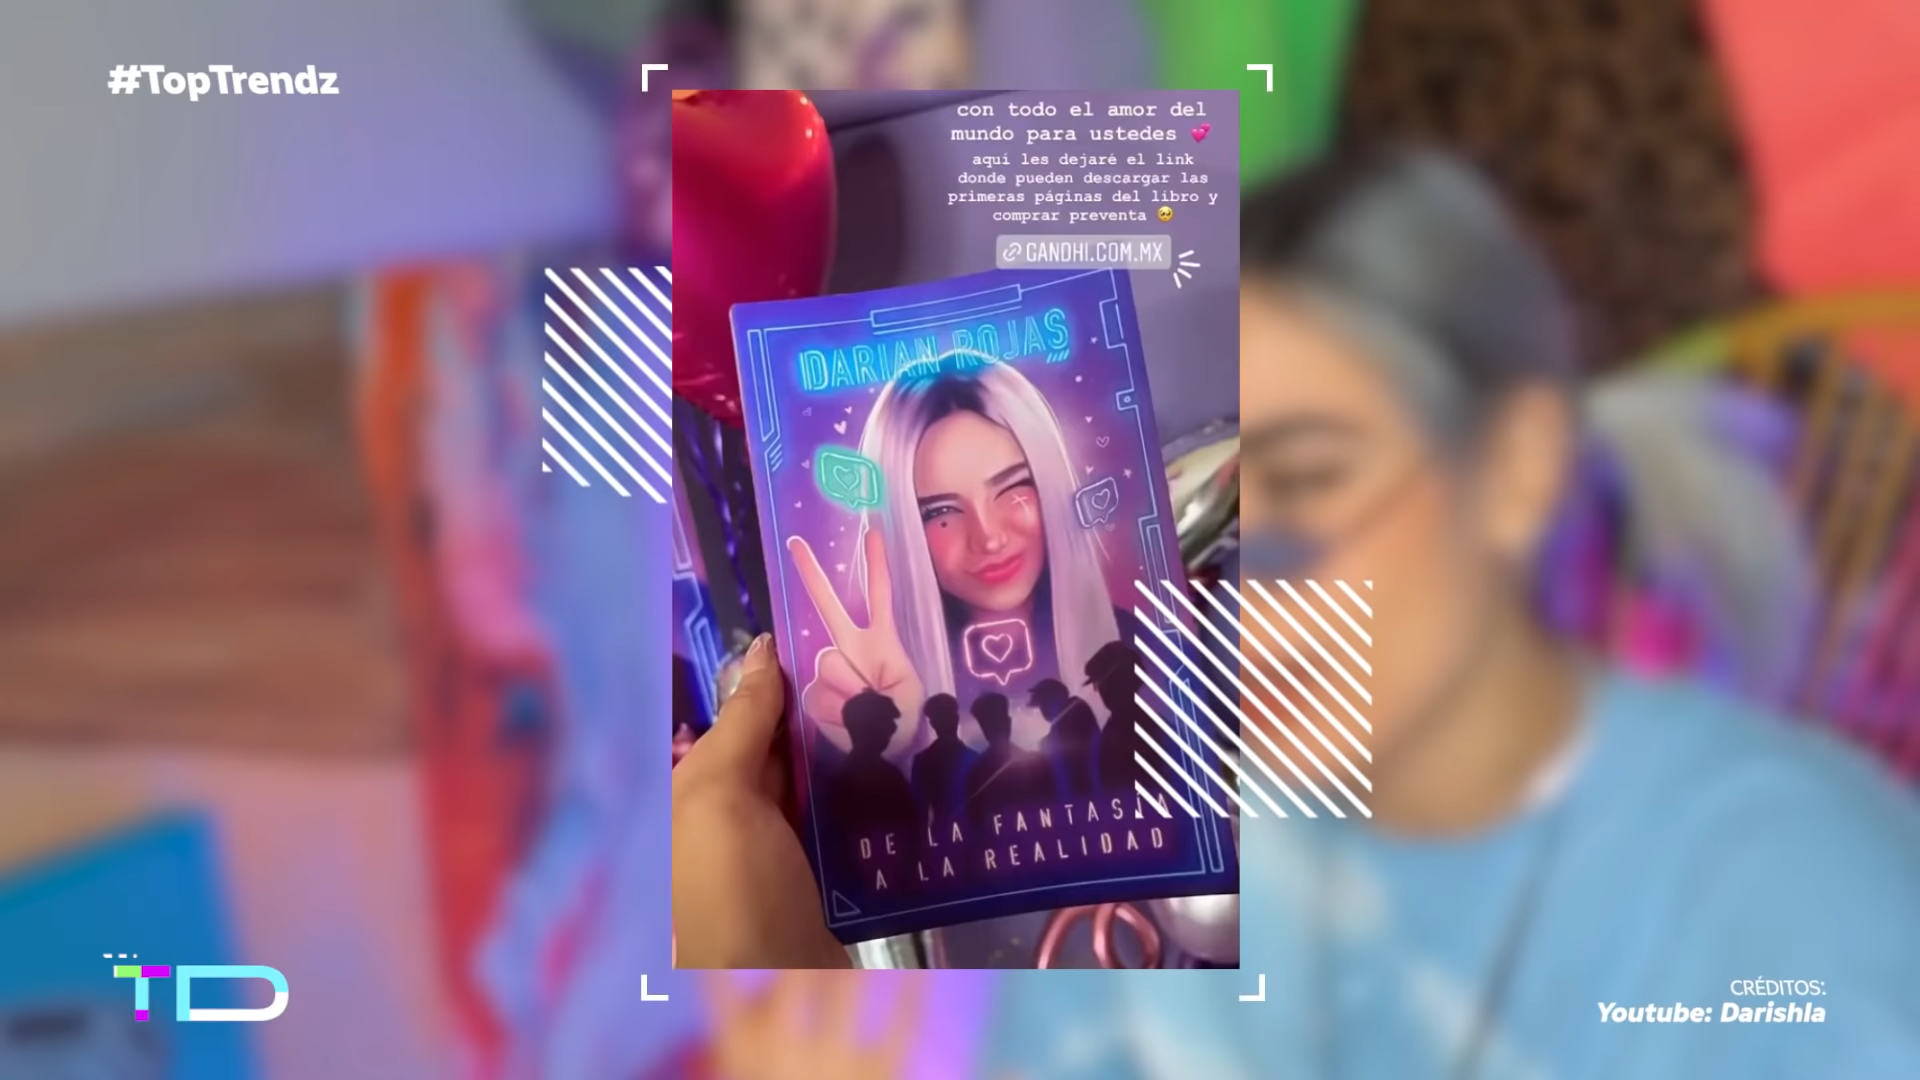 #TopTrendz
con todo el amor del
mundo para ustedes 💕
aquí les dejaré el link
donde pueden descargar las
primeras páginas del libro y
comprar preventa 🥺
GANDHI.COM.MX
DARIAN ROJAS
DE LA FANTASÍA
A LA REALIDAD
TD
CRÉDITOS:
Youtube: Darishla